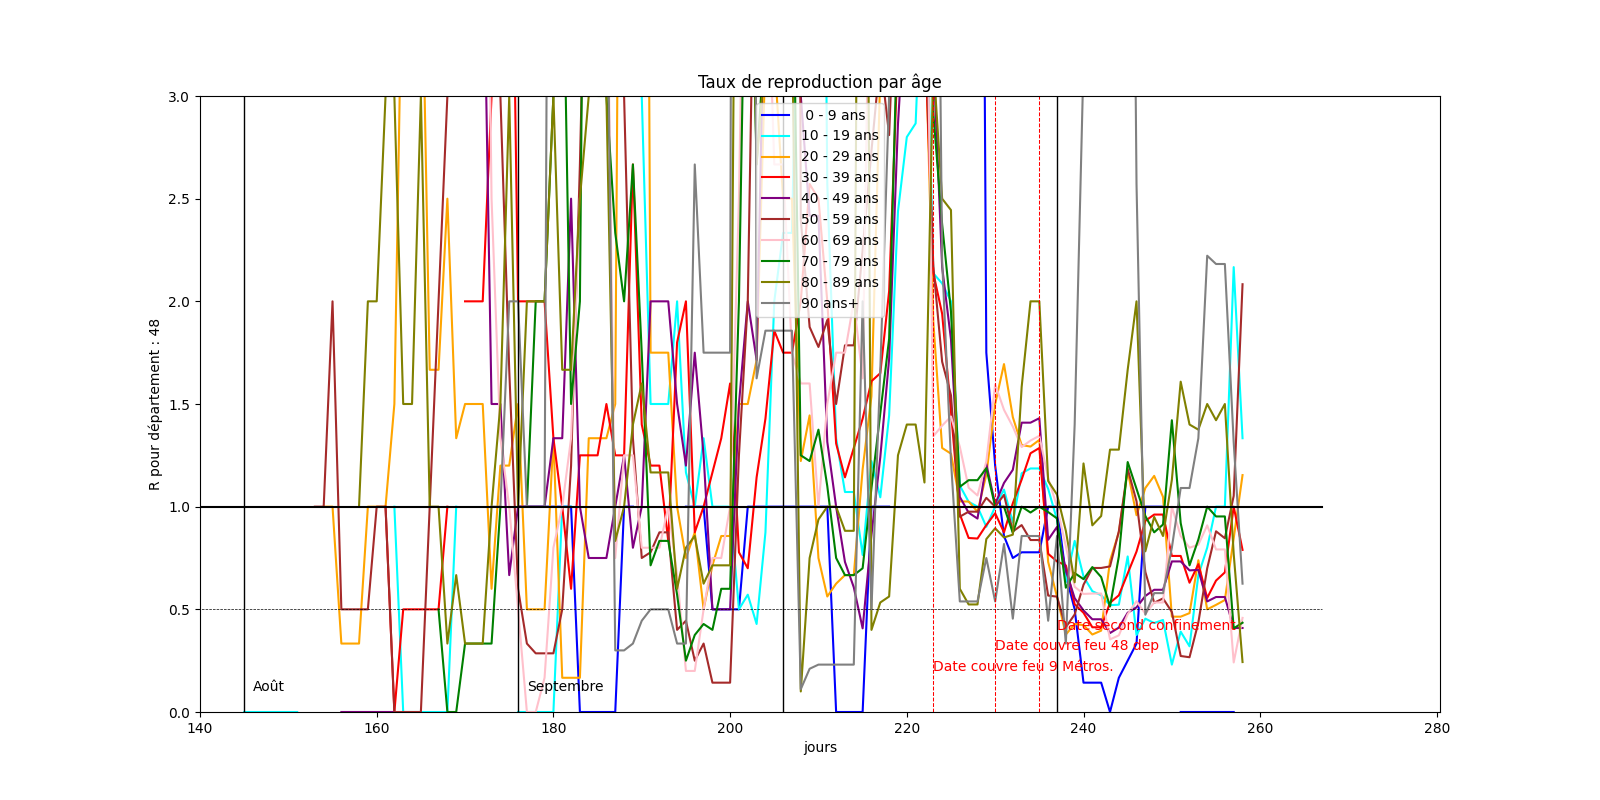 Taux de reproduction par âge
R pour département : 48
3.0
2.5
2.0
1.5
1.0
0.5
0.0
0 - 9 ans
10 - 19 ans
20 - 29 ans
30 - 39 ans
40 - 49 ans
50 - 59 ans
60 - 69 ans
70 - 79 ans
80 - 89 ans
90 ans+
Date second confinement
Date couvre feu 48 dep
Date couvre feu 9 Métros.
Août
Septembre
140 160 180 200 220 240 260 280
jours